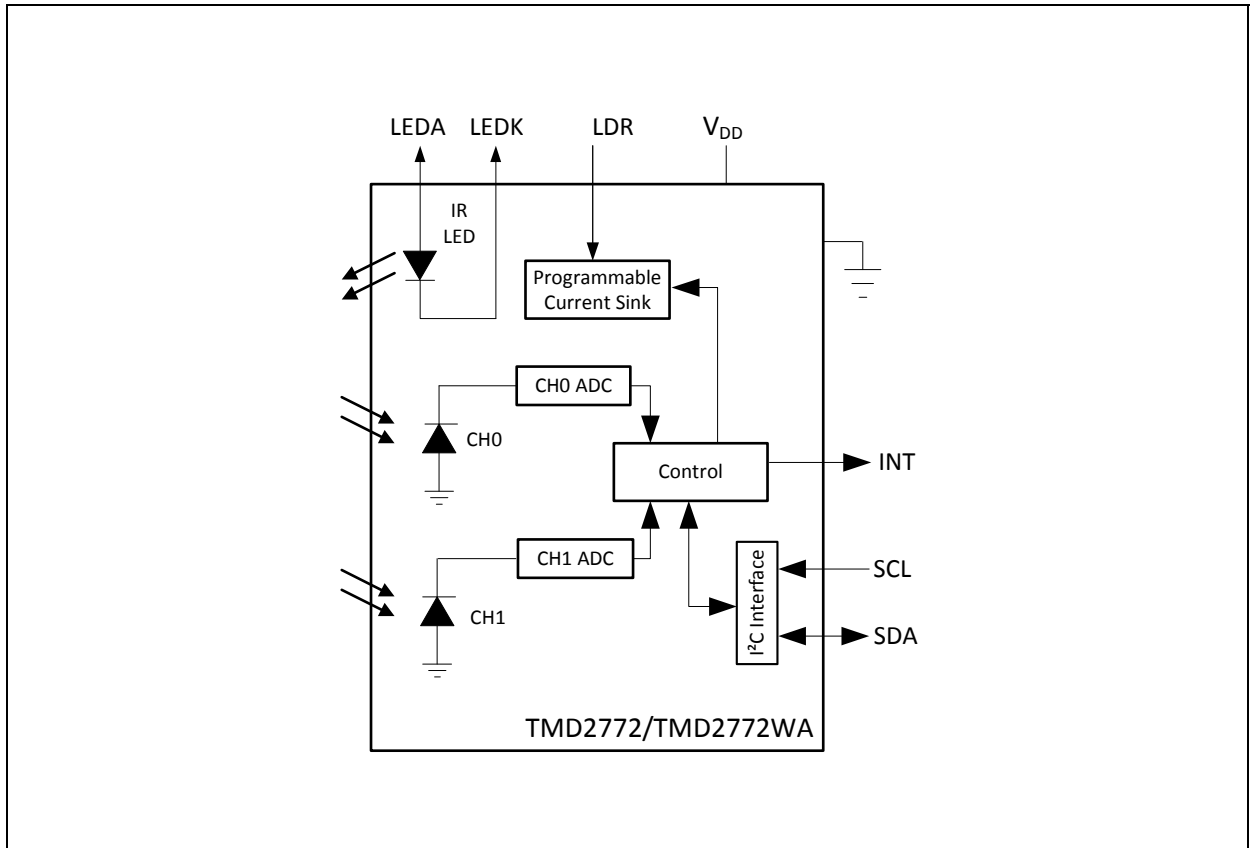 LEDA LEDK LDR VDD
IR
LED
Programmable
Current Sink
CH0 ADC
CH0
Control
INT
CH1 ADC
CH1
I²C Interface
SCL
SDA
TMD2772/TMD2772WA